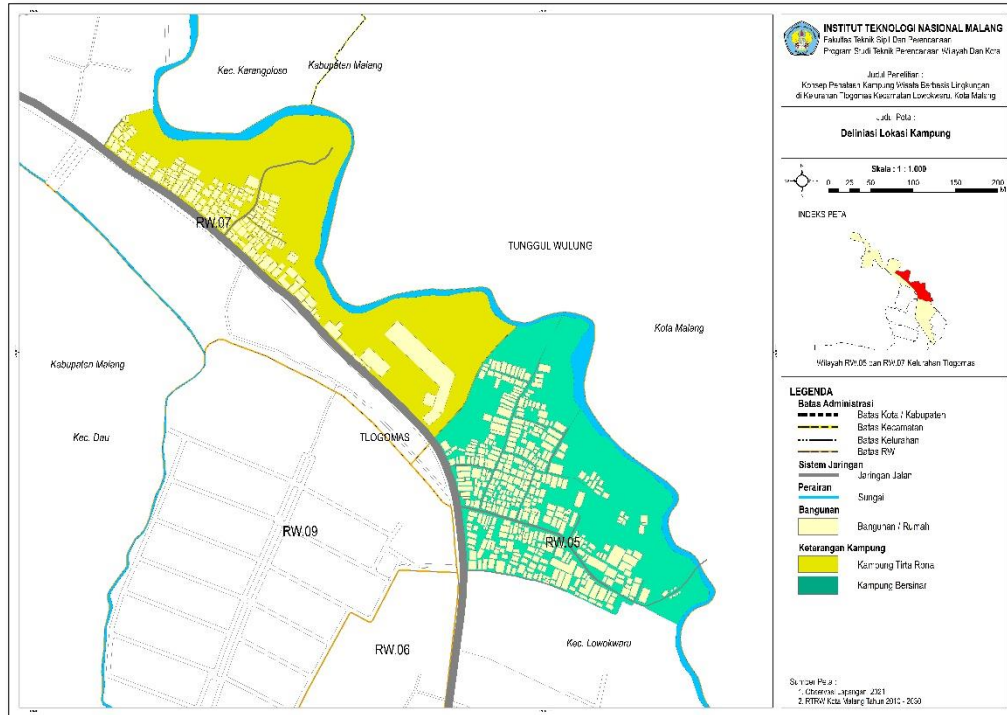 INSTITUT TEKNOLOGI NASIONAL MALANG
Fakultas Teknik Sipil Dan Perencanaan
Program Studi Teknik Perencanaan Wilayah Dan Kota
Judul Penelitian :
Konsep Penataan Kampung Wisata Berbasis Lingkungan
di Kelurahan Tlogomas Kecamatan Lowokwaru, Kota Malang
Judul Peta :
Deliniasi Lokasi Kampung
Skala : 1 : 1.000
0 25 50 100 150 200
M
INDEKS PETA
Wilayah RW.05 dan RW.07 Kelurahan Tlogomas
LEGENDA
Batas Administrasi
Batas Kota / Kabupaten
Batas Kecamatan
Batas Kelurahan
Batas RW
Sistem Jaringan
Jaringan Jalan
Perairan
Sungai
Bangunan
Bangunan / Rumah
Keterangan Kampung
Kampung Tirta Rona
Kampung Bersinar
Sumber Peta :
1. Observasi Lapangan, 2021
2. RTRW Kota Malang Tahun 2010 - 2030
Kec. Karangploso
Kabupaten Malang
RW.07
TUNGGUL WULUNG
Kota Malang
Kabupaten Malang
Kec. Dau
TLOGOMAS
RW.09
RW.05
RW.06
Kec. Lowokwaru